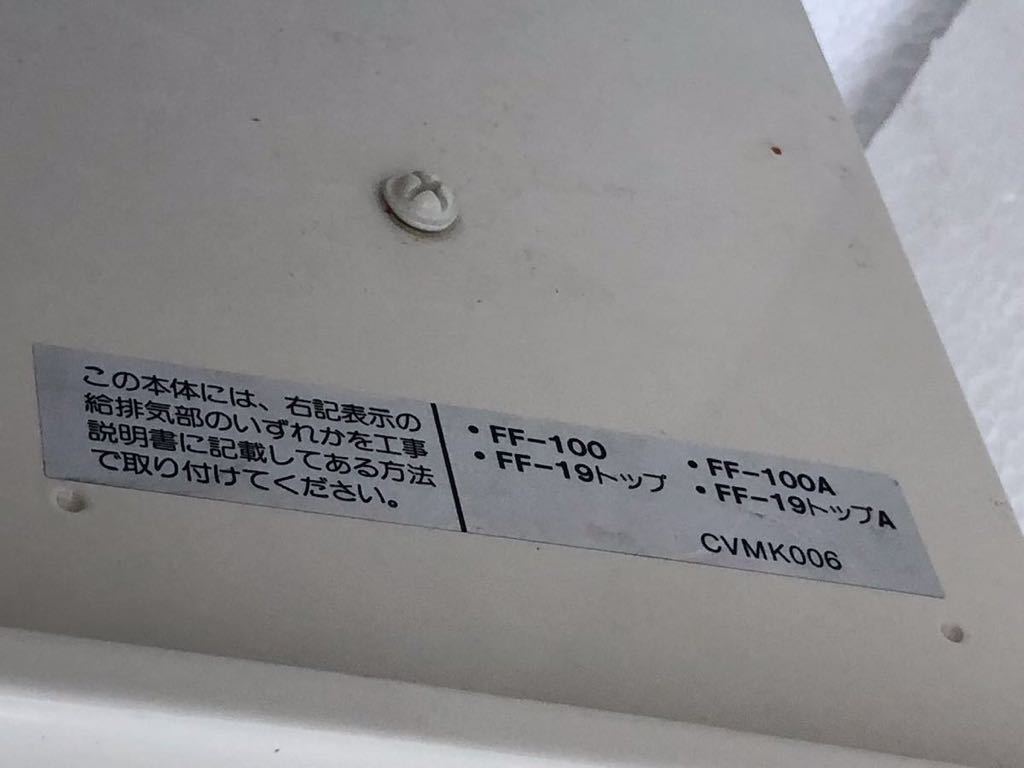 この本体には、右記表示の
給排気部のいずれかを工事
説明書に記載してある方法
で取り付けてください。
・FF-100 ・FF-100A
・FF-19トップ ・FF-19トップA
CVMK006